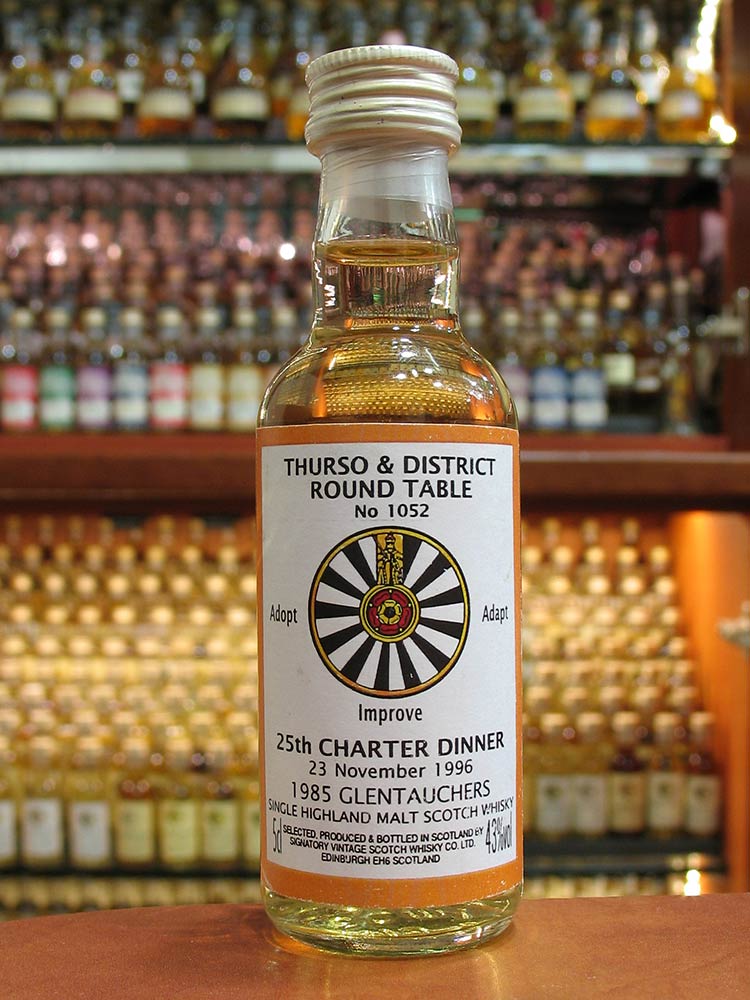 THURSO & DISTRICT
ROUND TABLE
No 1052
Adopt
Adapt
Improve
25th CHARTER DINNER
23 November 1996
1985 GLENTAUCHERS
SINGLE HIGHLAND MALT SCOTCH WHISKY
5cl
SELECTED, PRODUCED & BOTTLED IN SCOTLAND BY
SIGNATORY VINTAGE SCOTCH WHISKY CO. LTD.
EDINBURGH EH6 SCOTLAND
43%vol